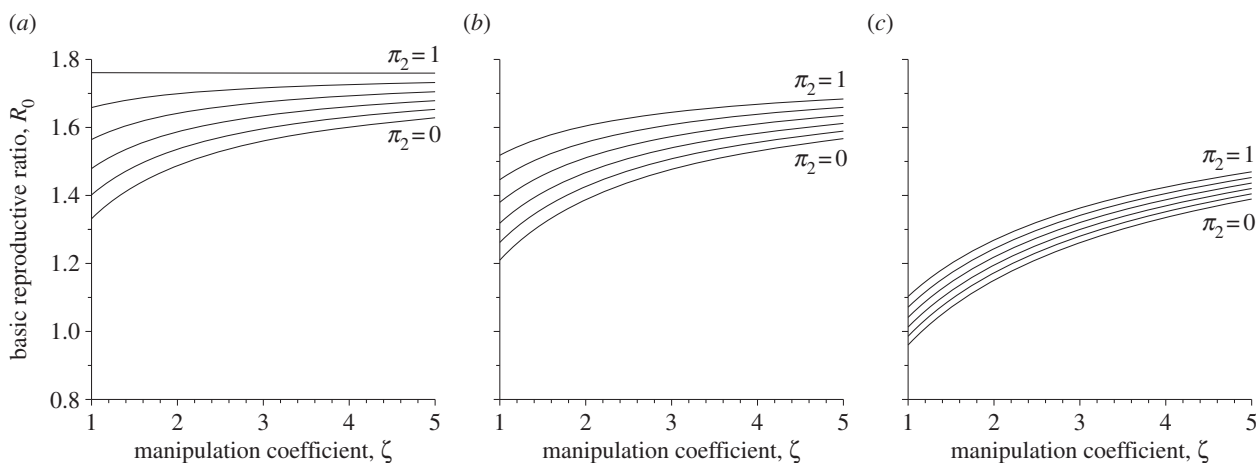 (a)
(b)
(c)
basic reproductive ratio, R₀
1.8
1.6
1.4
1.2
1.0
0.8
π₂=1
π₂=0
1 2 3 4 5
manipulation coefficient, ζ
π₂=1
π₂=0
1 2 3 4 5
manipulation coefficient, ζ
π₂=1
π₂=0
1 2 3 4 5
manipulation coefficient, ζ